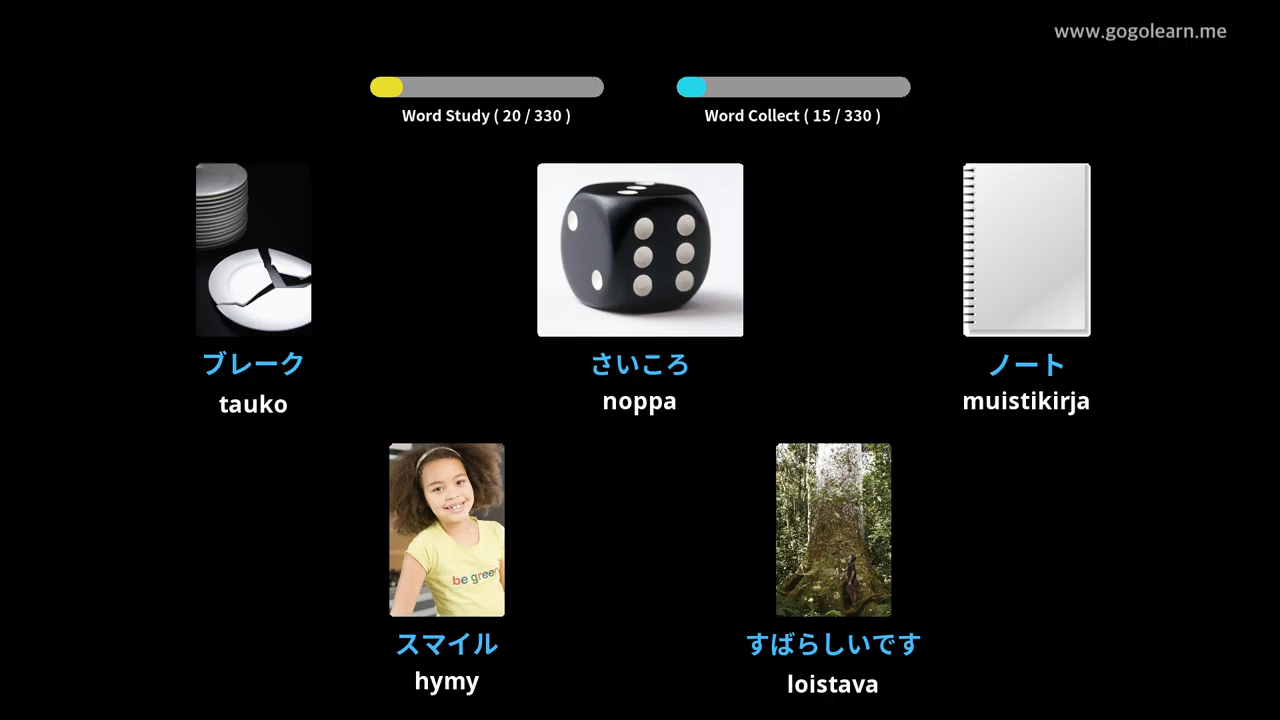 www.gogolearn.me
Word Study ( 20 / 330 )
Word Collect ( 15 / 330 )
ブレーク
さいころ
ノート
tauko
noppa
muistikirja
be green
スマイル
すばらしいです
hymy
loistava